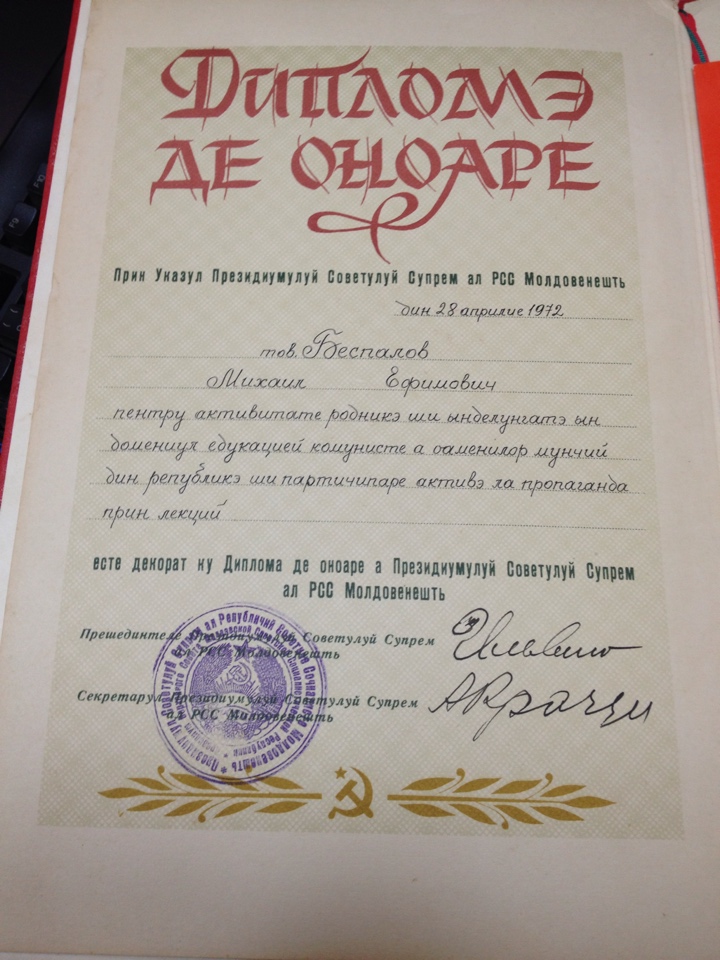 Дипломэ
де оноаре
Прин Указул Президиумулуй Советулуй Супрем ал РСС Молдовенешть
дин 28 априлие 1972
тов. Беспалов
Михаил Ефимович
пентру активитате родникэ ши ынделунгатэ ын
домениул едукацией комунисте а оаменилор мунчий
дин републикэ ши партичипаре активэ ла пропаганда
прин лекций
есте декорат ку Диплома де оноаре а Президиумулуй Советулуй Супрем
ал РСС Молдовенешть
Прешединтеле Президиумулуй Советулуй Супрем
ал РСС Молдовенешть
Секретарул Президиумулуй Советулуй Супрем
ал РСС Молдовенешть